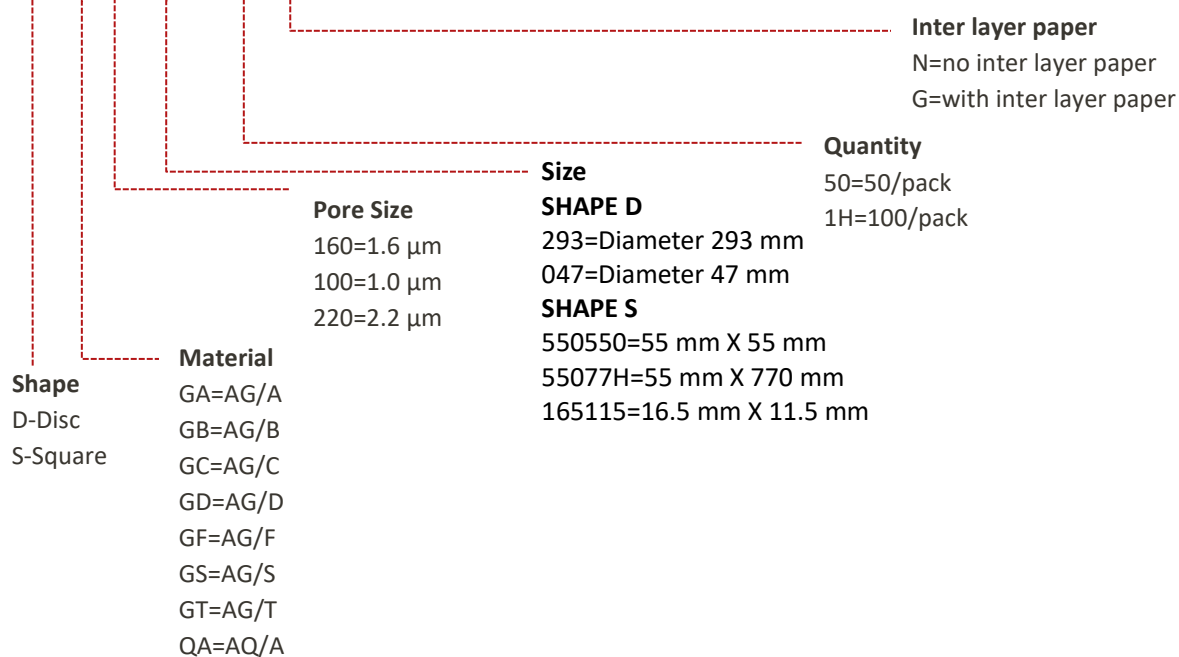 Inter layer paper
N=no inter layer paper
G=with inter layer paper
Quantity
50=50/pack
1H=100/pack
Size
SHAPE D
293=Diameter 293 mm
047=Diameter 47 mm
SHAPE S
550550=55 mm X 55 mm
55077H=55 mm X 770 mm
165115=16.5 mm X 11.5 mm
Pore Size
160=1.6 μm
100=1.0 μm
220=2.2 μm
Material
GA=AG/A
GB=AG/B
GC=AG/C
GD=AG/D
GF=AG/F
GS=AG/S
GT=AG/T
QA=AQ/A
Shape
D-Disc
S-Square